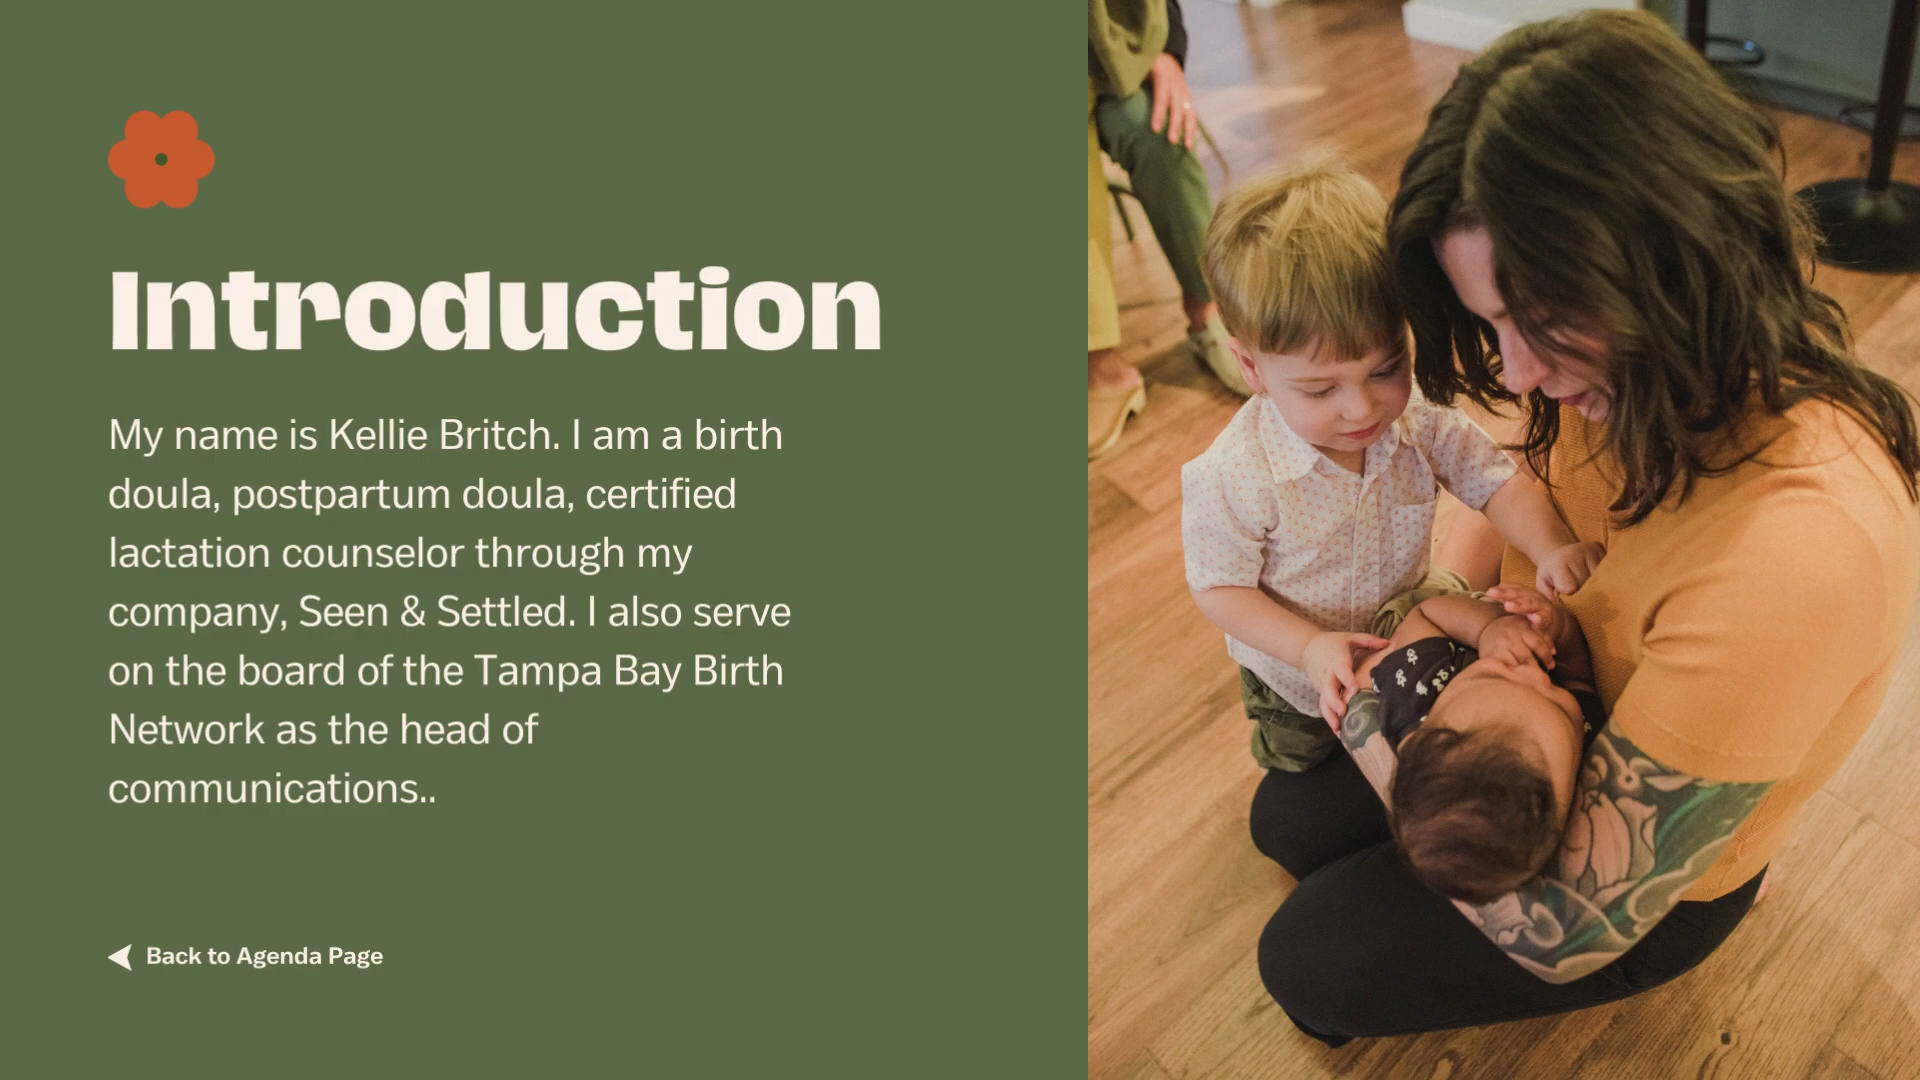 Introduction
My name is Kellie Britch. I am a birth
doula, postpartum doula, certified
lactation counselor through my
company, Seen & Settled. I also serve
on the board of the Tampa Bay Birth
Network as the head of
communications..
Back to Agenda Page